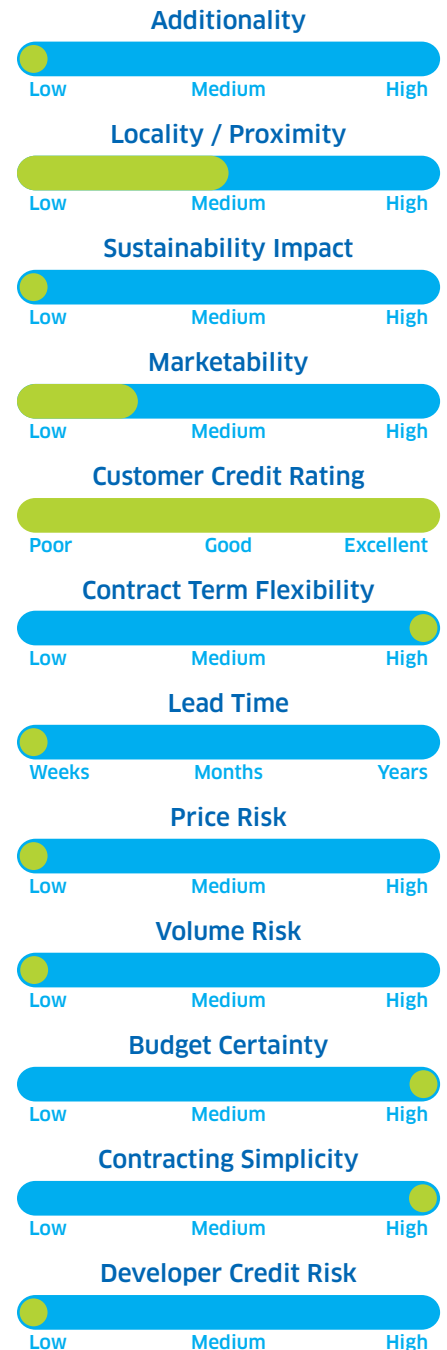 Additionality
Low Medium High
Locality / Proximity
Low Medium High
Sustainability Impact
Low Medium High
Marketability
Low Medium High
Customer Credit Rating
Poor Good Excellent
Contract Term Flexibility
Low Medium High
Lead Time
Weeks Months Years
Price Risk
Low Medium High
Volume Risk
Low Medium High
Budget Certainty
Low Medium High
Contracting Simplicity
Low Medium High
Developer Credit Risk
Low Medium High